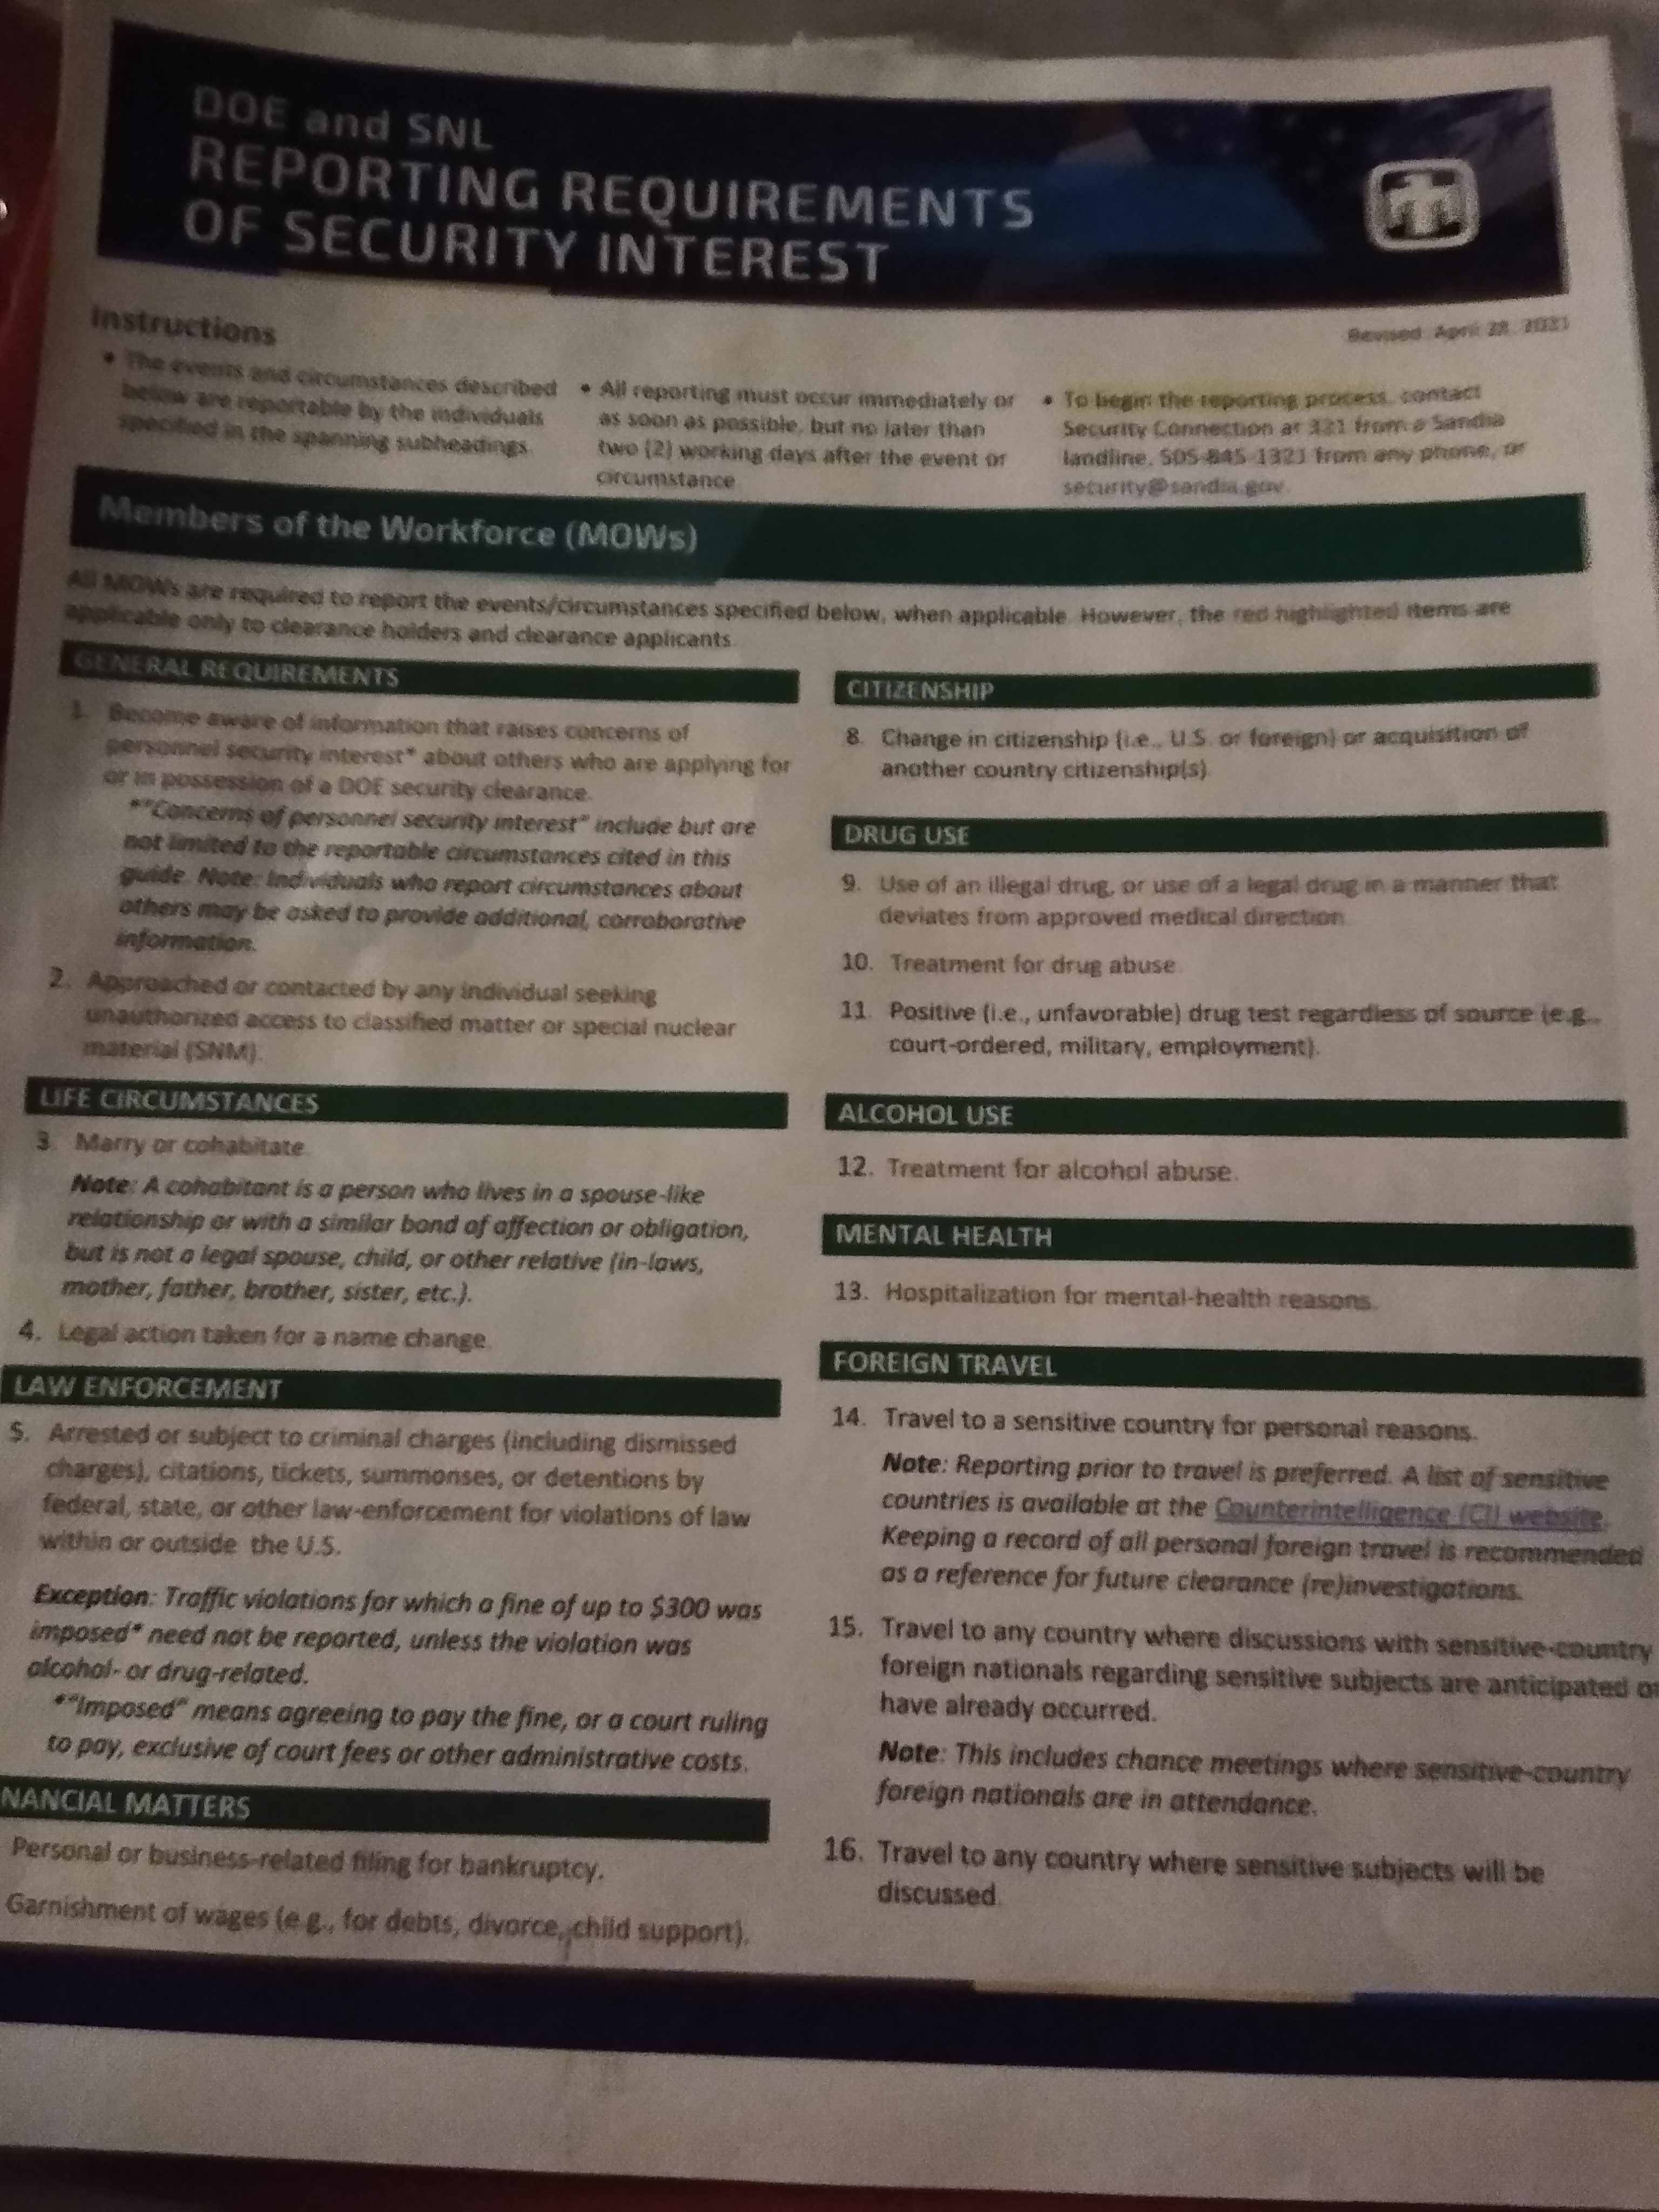 DOE and SNL
REPORTING REQUIREMENTS
OF SECURITY INTEREST
Revised: April 28, 2021
Instructions
• The events and circumstances described
below are reportable by the individuals
specified in the spanning subheadings.
• All reporting must occur immediately or
as soon as possible, but no later than
two (2) working days after the event or
circumstance.
• To begin the reporting process, contact
Security Connection at 321 from a Sandia
landline, 505-845-1321 from any phone, or
security@sandia.gov.
Members of the Workforce (MOWs)
All MOWs are required to report the events/circumstances specified below, when applicable. However, the red highlighted items are
applicable only to clearance holders and clearance applicants.
GENERAL REQUIREMENTS
1. Become aware of information that raises concerns of
personnel security interest* about others who are applying for
or in possession of a DOE security clearance.
*"Concerns of personnel security interest" include but are
not limited to the reportable circumstances cited in this
guide. Note: Individuals who report circumstances about
others may be asked to provide additional, corroborative
information.
2. Approached or contacted by any individual seeking
unauthorized access to classified matter or special nuclear
material (SNM).
LIFE CIRCUMSTANCES
3. Marry or cohabitate.
Note: A cohabitant is a person who lives in a spouse-like
relationship or with a similar bond of affection or obligation,
but is not a legal spouse, child, or other relative (in-laws,
mother, father, brother, sister, etc.).
4. Legal action taken for a name change.
LAW ENFORCEMENT
5. Arrested or subject to criminal charges (including dismissed
charges), citations, tickets, summonses, or detentions by
federal, state, or other law-enforcement for violations of law
within or outside the U.S.
Exception: Traffic violations for which a fine of up to $300 was
imposed* need not be reported, unless the violation was
alcohol- or drug-related.
*"Imposed" means agreeing to pay the fine, or a court ruling
to pay, exclusive of court fees or other administrative costs.
NANCIAL MATTERS
Personal or business-related filing for bankruptcy.
Garnishment of wages (e.g., for debts, divorce, child support).
CITIZENSHIP
8. Change in citizenship (i.e., U.S. or foreign) or acquisition of
another country citizenship(s).
DRUG USE
9. Use of an illegal drug, or use of a legal drug in a manner that
deviates from approved medical direction.
10. Treatment for drug abuse.
11. Positive (i.e., unfavorable) drug test regardless of source (e.g.,
court-ordered, military, employment).
ALCOHOL USE
12. Treatment for alcohol abuse.
MENTAL HEALTH
13. Hospitalization for mental-health reasons.
FOREIGN TRAVEL
14. Travel to a sensitive country for personal reasons.
Note: Reporting prior to travel is preferred. A list of sensitive
countries is available at the Counterintelligence (CI) website.
Keeping a record of all personal foreign travel is recommended
as a reference for future clearance (re)investigations.
15. Travel to any country where discussions with sensitive-country
foreign nationals regarding sensitive subjects are anticipated or
have already occurred.
Note: This includes chance meetings where sensitive-country
foreign nationals are in attendance.
16. Travel to any country where sensitive subjects will be
discussed.